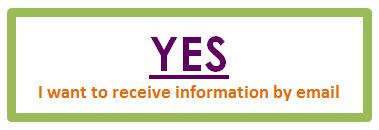 YES
I want to receive information by email